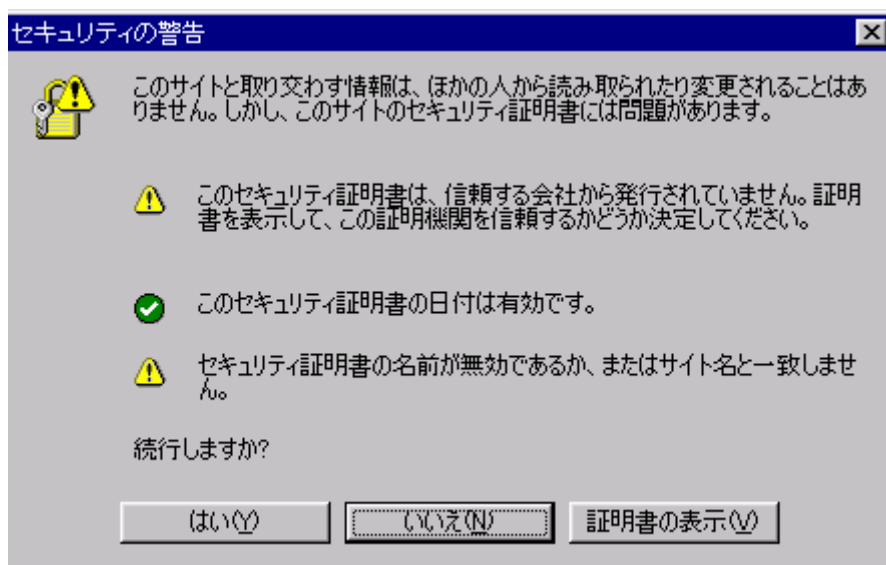 セキュリティの警告
このサイトと取り交わす情報は、ほかの人から読み取られたり変更されることはあ
りません。しかし、このサイトのセキュリティ証明書には問題があります。
このセキュリティ証明書は、信頼する会社から発行されていません。証明
書を表示して、この証明機関を信頼するかどうか決定してください。
このセキュリティ証明書の日付は有効です。
セキュリティ証明書の名前が無効であるか、またはサイト名と一致しませ
ん。
続行しますか?
はい(Y) いいえ(N) 証明書の表示(V)